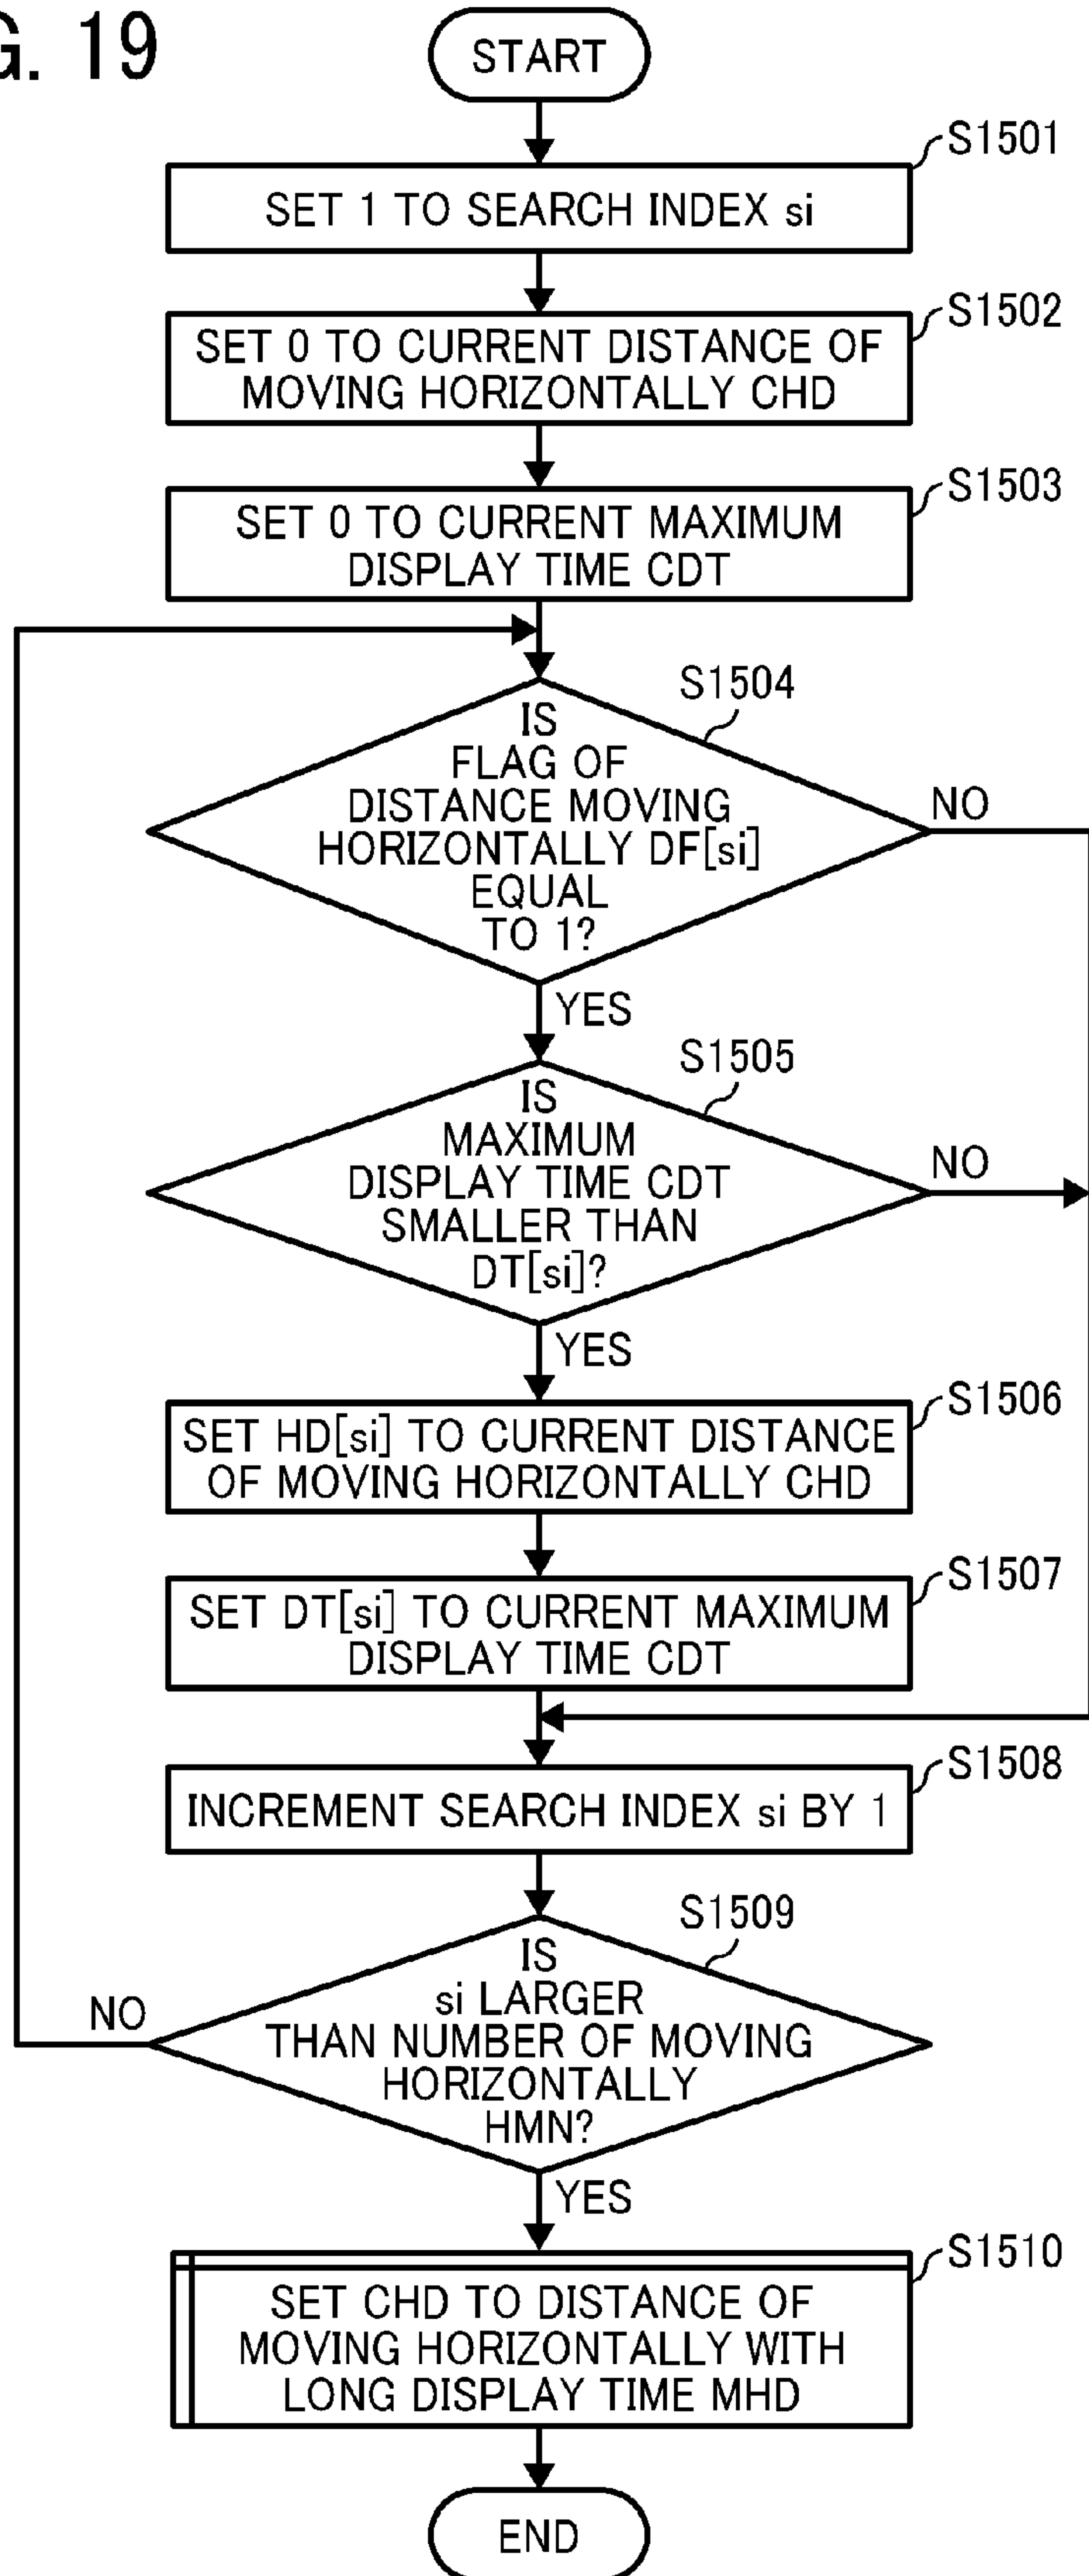 G. 19
START
S1501
SET 1 TO SEARCH INDEX si
S1502
SET 0 TO CURRENT DISTANCE OF
MOVING HORIZONTALLY CHD
S1503
SET 0 TO CURRENT MAXIMUM
DISPLAY TIME CDT
S1504
IS
FLAG OF
DISTANCE MOVING
HORIZONTALLY DF[si]
EQUAL
TO 1?
NO
YES
S1505
IS
MAXIMUM
DISPLAY TIME CDT
SMALLER THAN
DT[si]?
NO
YES
S1506
SET HD[si] TO CURRENT DISTANCE
OF MOVING HORIZONTALLY CHD
S1507
SET DT[si] TO CURRENT MAXIMUM
DISPLAY TIME CDT
S1508
INCREMENT SEARCH INDEX si BY 1
S1509
IS
si LARGER
THAN NUMBER OF MOVING
HORIZONTALLY
HMN?
NO
YES
S1510
SET CHD TO DISTANCE OF
MOVING HORIZONTALLY WITH
LONG DISPLAY TIME MHD
END